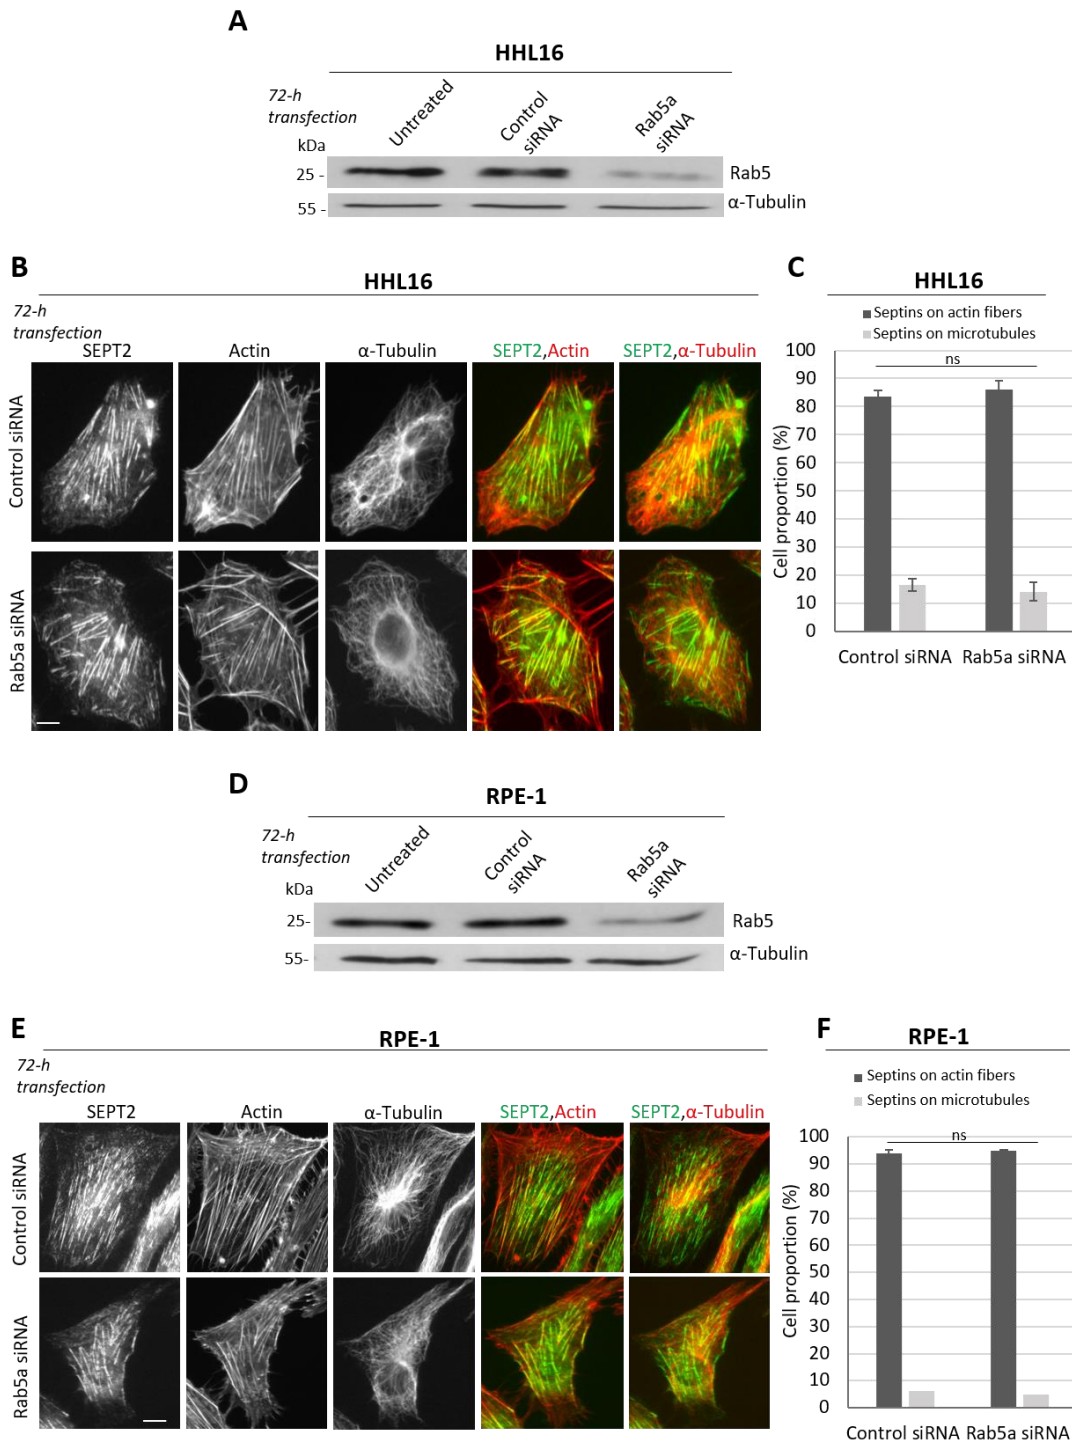 A
HHL16
72-h
transfection
Untreated
Control
siRNA
Rab5a
siRNA
kDa
25 -
Rab5
55 -
α-Tubulin
B
HHL16
72-h
transfection
SEPT2
Actin
α-Tubulin
SEPT2,Actin
SEPT2,α-Tubulin
Control siRNA
Rab5a siRNA
C
HHL16
Septins on actin fibers
Septins on microtubules
ns
Cell proportion (%)
100
90
80
70
60
50
40
30
20
10
0
Control siRNA
Rab5a siRNA
D
RPE-1
72-h
transfection
Untreated
Control
siRNA
Rab5a
siRNA
kDa
25-
Rab5
55-
α-Tubulin
E
RPE-1
72-h
transfection
SEPT2
Actin
α-Tubulin
SEPT2,Actin
SEPT2,α-Tubulin
Control siRNA
Rab5a siRNA
F
RPE-1
Septins on actin fibers
Septins on microtubules
ns
Cell proportion (%)
100
90
80
70
60
50
40
30
20
10
0
Control siRNA
Rab5a siRNA